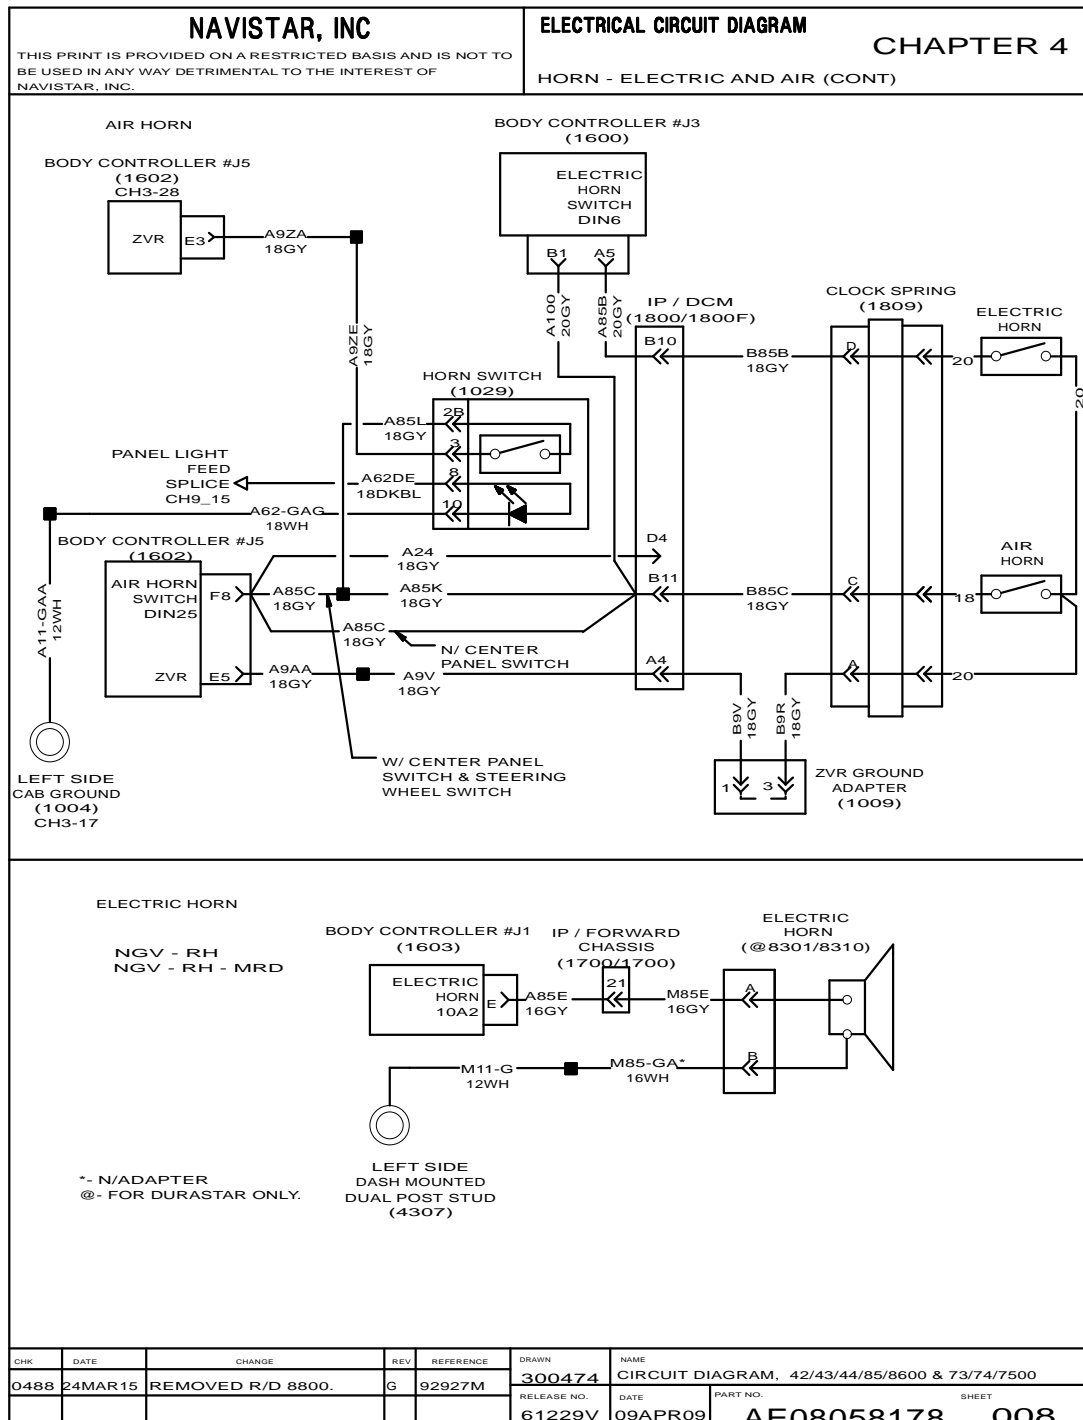 NAVISTAR, INC
THIS PRINT IS PROVIDED ON A RESTRICTED BASIS AND IS NOT TO
BE USED IN ANY WAY DETRIMENTAL TO THE INTEREST OF
NAVISTAR, INC.
ELECTRICAL CIRCUIT DIAGRAM
CHAPTER 4
HORN - ELECTRIC AND AIR (CONT)
AIR HORN
BODY CONTROLLER #J5
(1602)
CH3-28
ZVR
E3
A9ZA
18GY
A9ZE
18GY
BODY CONTROLLER #J3
(1600)
ELECTRIC
HORN
SWITCH
DIN6
B1
A5
A100
20GY
A85B
20GY
IP / DCM
(1800/1800F)
B10
B85B
18GY
CLOCK SPRING
(1809)
D
20
ELECTRIC
HORN
20
HORN SWITCH
(1029)
2B
A85L
18GY
3
8
A62DE
18DKBL
10
A62-GAG
18WH
PANEL LIGHT
FEED
SPLICE
CH9_15
A11-GAA
12WH
BODY CONTROLLER #J5
(1602)
AIR HORN
SWITCH
DIN25
F8
ZVR
E5
A24
18GY
D4
A85C
18GY
A85K
18GY
B11
B85C
18GY
C
18
AIR
HORN
A85C
18GY
N/ CENTER
PANEL SWITCH
A9AA
18GY
A9V
18GY
A4
A
20
B9V
18GY
B9R
18GY
1
3
ZVR GROUND
ADAPTER
(1009)
W/ CENTER PANEL
SWITCH & STEERING
WHEEL SWITCH
LEFT SIDE
CAB GROUND
(1004)
CH3-17
ELECTRIC HORN
NGV - RH
NGV - RH - MRD
BODY CONTROLLER #J1
(1603)
ELECTRIC
HORN
10A2
E
A85E
16GY
IP / FORWARD
CHASSIS
(1700/1700)
21
M85E
16GY
ELECTRIC
HORN
(@8301/8310)
A
B
M11-G
12WH
M85-GA*
16WH
LEFT SIDE
DASH MOUNTED
DUAL POST STUD
(4307)
*- N/ADAPTER
@- FOR DURASTAR ONLY.
CHK DATE CHANGE REV REFERENCE
0488 24MAR15 REMOVED R/D 8800. G 92927M
DRAWN
300474
NAME
CIRCUIT DIAGRAM, 42/43/44/85/8600 & 73/74/7500
RELEASE NO.
61229V
DATE
09APR09
PART NO.
AE08058178
SHEET
008